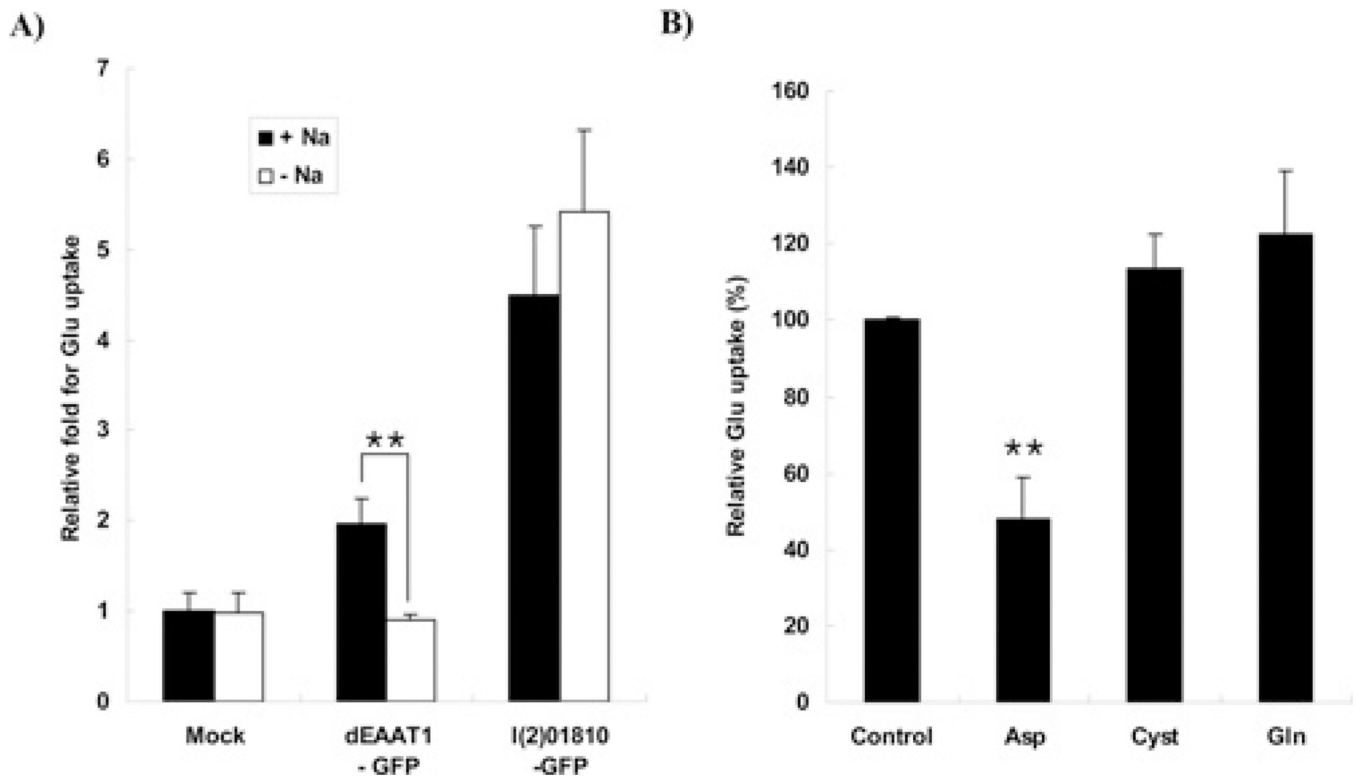 A)
7
6
5
4
3
2
1
0
Relative fold for Glu uptake
+ Na
- Na
**
Mock
dEAAT1
- GFP
l(2)01810
-GFP
B)
160
140
120
100
80
60
40
20
0
Relative Glu uptake (%)
**
Control
Asp
Cyst
Gln